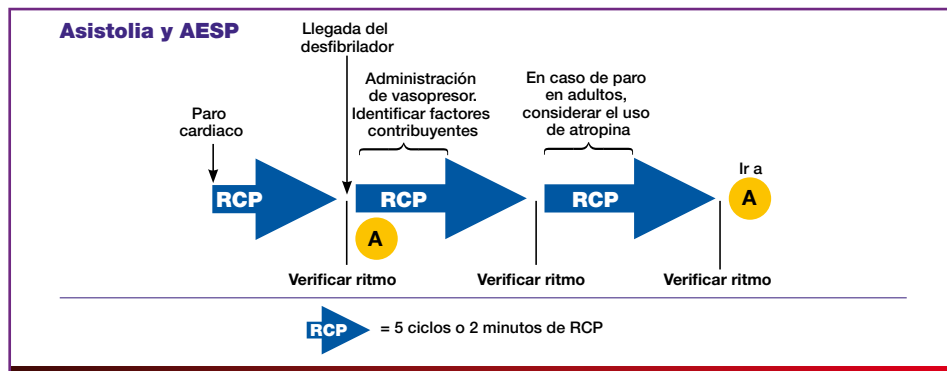 Asistolia y AESP
Llegada del
desfibrilador
Administración
de vasopresor.
Identificar factores
contribuyentes
En caso de paro
en adultos,
considerar el uso
de atropina
Paro
cardiaco
Ir a
A
RCP
RCP
RCP
A
Verificar ritmo
Verificar ritmo
Verificar ritmo
RCP = 5 ciclos o 2 minutos de RCP